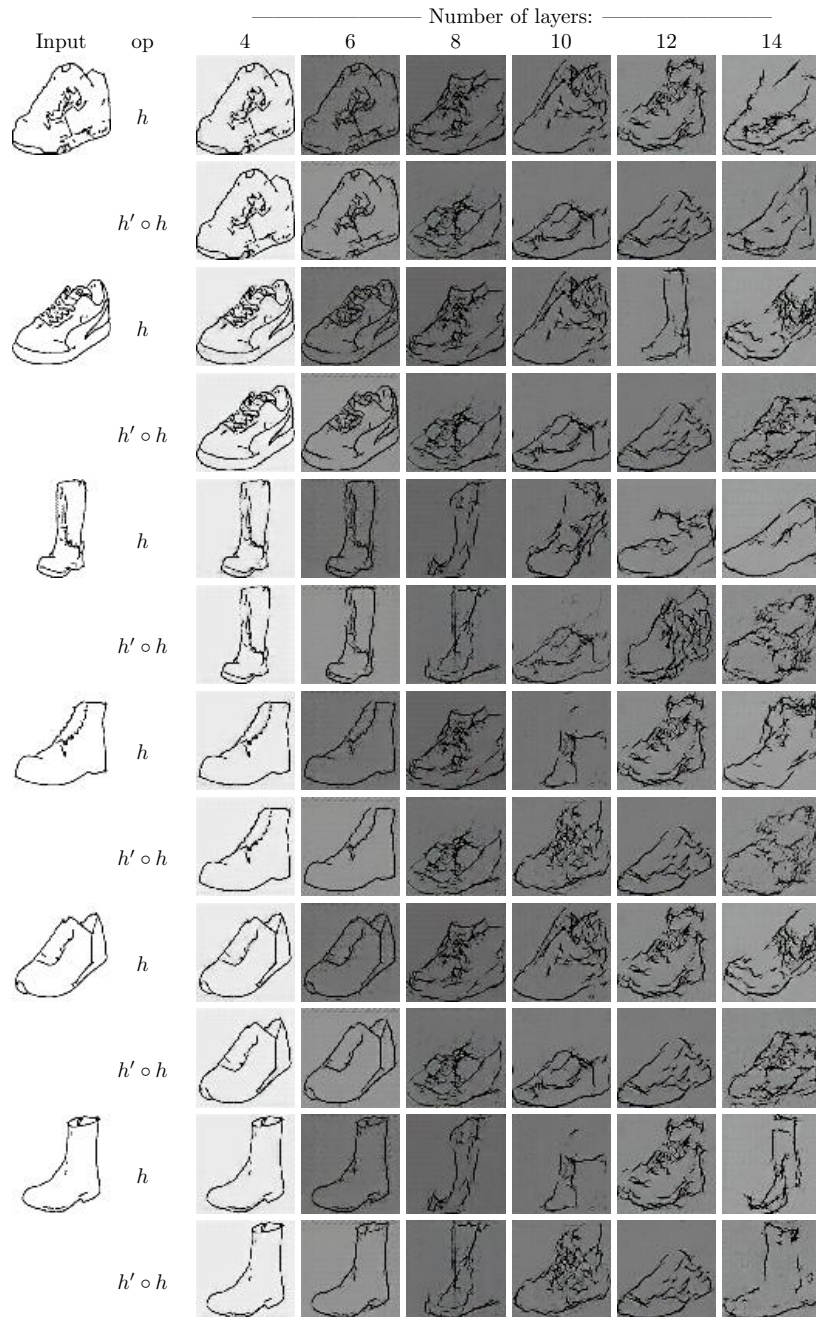 Number of layers:
Input op 4 6 8 10 12 14
h
h′ ∘ h
h
h′ ∘ h
h
h′ ∘ h
h
h′ ∘ h
h
h′ ∘ h
h
h′ ∘ h